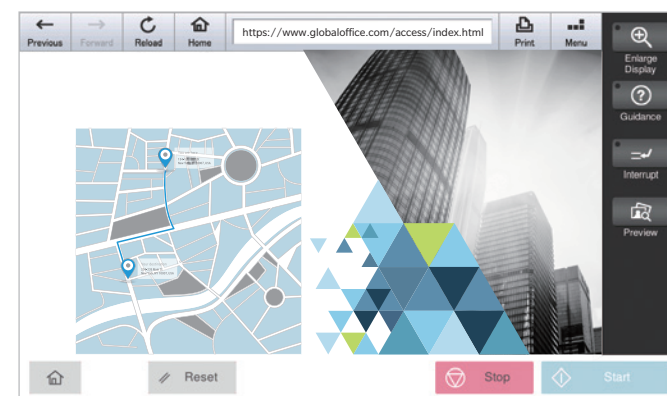 Previous
Forward
Reload
Home
https://www.globaloffice.com/access/index.html
Print
Menu
Enlarge
Display
Guidance
Interrupt
Preview
Reset
Stop
Start